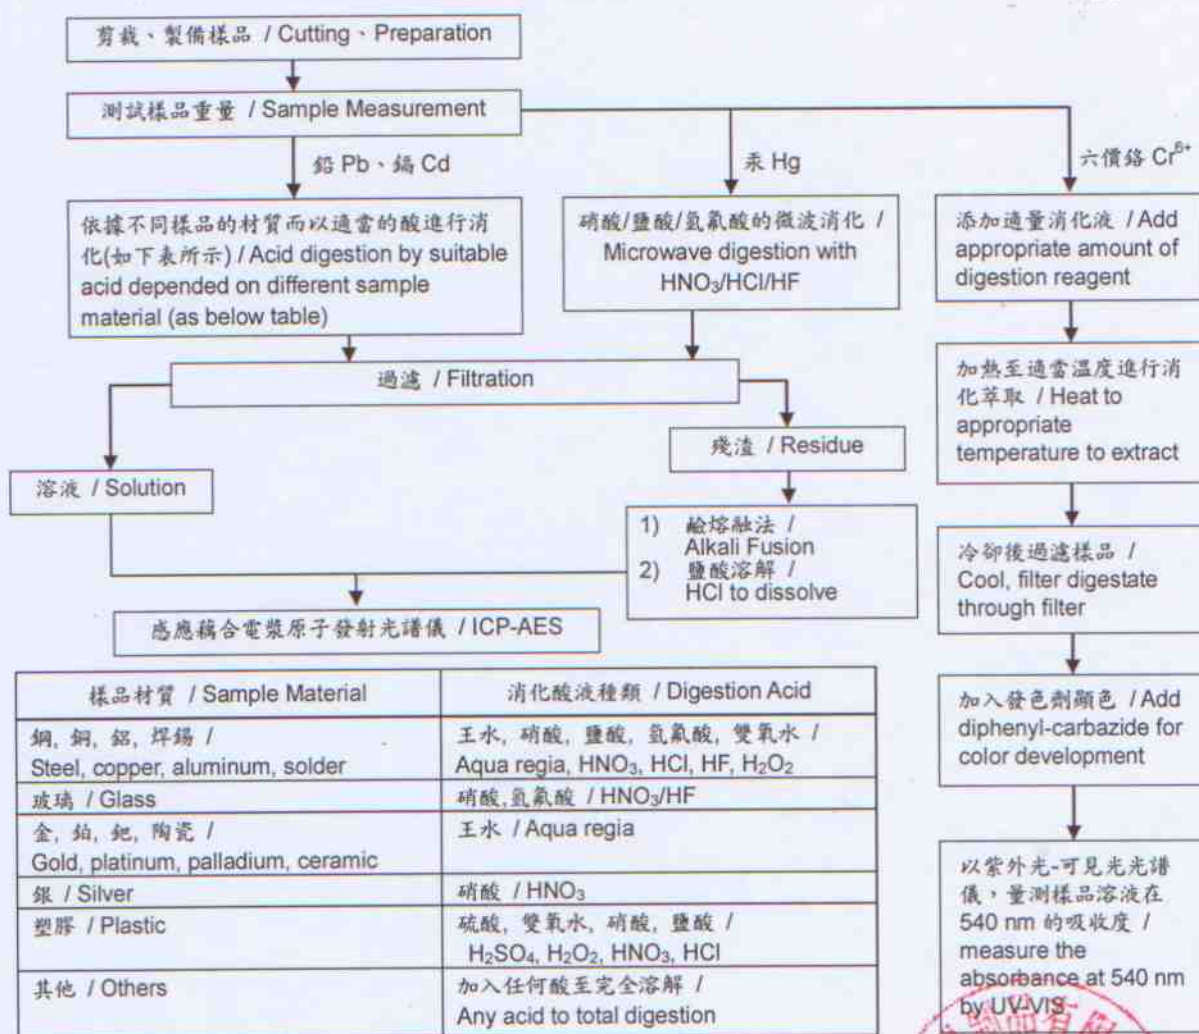 剪裁、製備樣品 / Cutting、Preparation
測試樣品重量 / Sample Measurement
鉛 Pb、鎘 Cd
汞 Hg
六價鉻 Cr⁶⁺
依據不同樣品的材質而以適當的酸進行消
化(如下表所示) / Acid digestion by suitable
acid depended on different sample
material (as below table)
硝酸/鹽酸/氫氟酸的微波消化 /
Microwave digestion with
HNO₃/HCl/HF
添加適量消化液 / Add
appropriate amount of
digestion reagent
過濾 / Filtration
加熱至適當溫度進行消
化萃取 / Heat to
appropriate
temperature to extract
溶液 / Solution
殘渣 / Residue
1) 鹼熔融法 /
Alkali Fusion
2) 鹽酸溶解 /
HCl to dissolve
冷卻後過濾樣品 /
Cool, filter digestate
through filter
感應藕合電漿原子發射光譜儀 / ICP-AES
樣品材質 / Sample Material
消化酸液種類 / Digestion Acid
鋼, 銅, 鋁, 焊錫 /
Steel, copper, aluminum, solder
王水, 硝酸, 鹽酸, 氫氟酸, 雙氧水 /
Aqua regia, HNO₃, HCl, HF, H₂O₂
玻璃 / Glass
硝酸,氫氟酸 / HNO₃/HF
金, 鉑, 鈀, 陶瓷 /
Gold, platinum, palladium, ceramic
王水 / Aqua regia
銀 / Silver
硝酸 / HNO₃
塑膠 / Plastic
硫酸, 雙氧水, 硝酸, 鹽酸 /
H₂SO₄, H₂O₂, HNO₃, HCl
其他 / Others
加入任何酸至完全溶解 /
Any acid to total digestion
加入發色劑顯色 / Add
diphenyl-carbazide for
color development
以紫外光-可見光光譜
儀，量測樣品溶液在
540 nm 的吸收度 /
measure the
absorbance at 540 nm
by UV-VIS